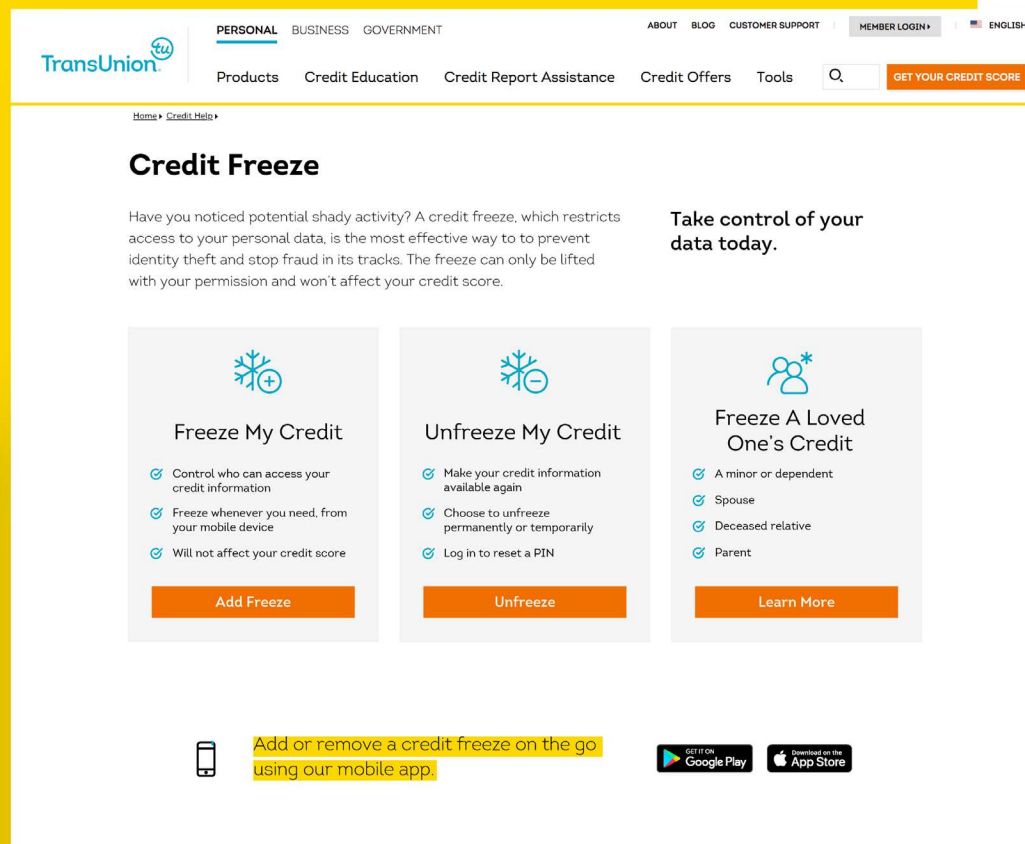 PERSONAL BUSINESS GOVERNMENT
ABOUT BLOG CUSTOMER SUPPORT MEMBER LOGIN ENGLISH
TransUnion tu
Products Credit Education Credit Report Assistance Credit Offers Tools GET YOUR CREDIT SCORE
Home Credit Help
Credit Freeze
Have you noticed potential shady activity? A credit freeze, which restricts
access to your personal data, is the most effective way to to prevent
identity theft and stop fraud in its tracks. The freeze can only be lifted
with your permission and won't affect your credit score.
Take control of your
data today.
Freeze My Credit
Control who can access your
credit information
Freeze whenever you need, from
your mobile device
Will not affect your credit score
Add Freeze
Unfreeze My Credit
Make your credit information
available again
Choose to unfreeze
permanently or temporarily
Log in to reset a PIN
Unfreeze
Freeze A Loved
One's Credit
A minor or dependent
Spouse
Deceased relative
Parent
Learn More
Add or remove a credit freeze on the go
using our mobile app.
GET IT ON
Google Play
Download on the
App Store